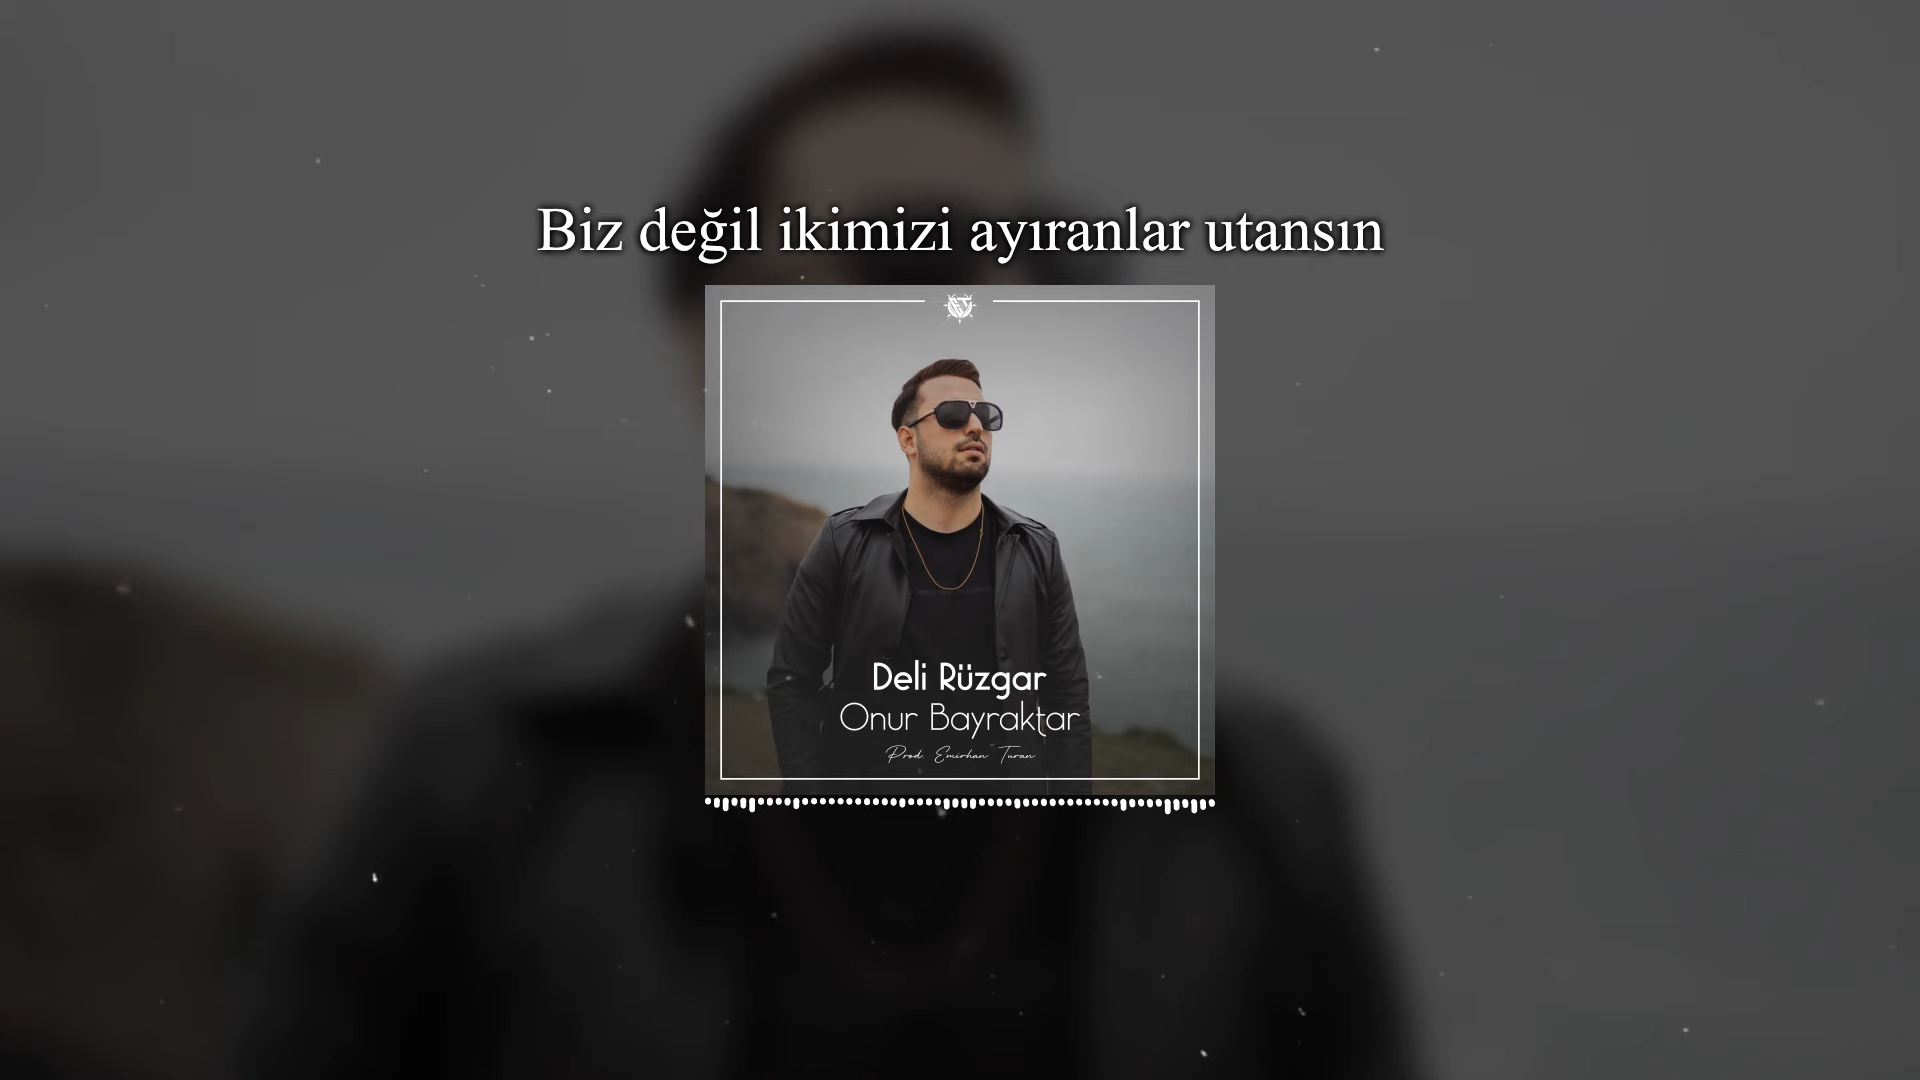 Biz değil ikimizi ayıranlar utansın
Deli Rüzgar
Onur Bayraktar
Prod. Emirhan Turan